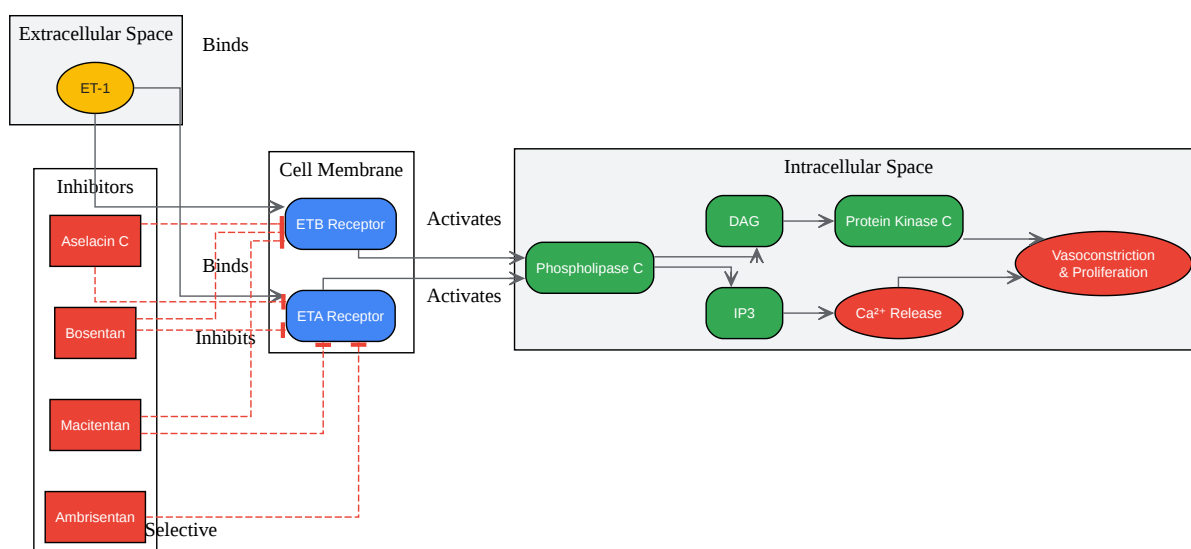 Extracellular Space
Binds
ET-1
Inhibitors
Aselacin C
Bosentan
Macitentan
Ambrisentan
Selective
Cell Membrane
ETB Receptor
Binds
ETA Receptor
Inhibits
Activates
Activates
Intracellular Space
Phospholipase C
DAG
Protein Kinase C
IP3
Ca²⁺ Release
Vasoconstriction
& Proliferation